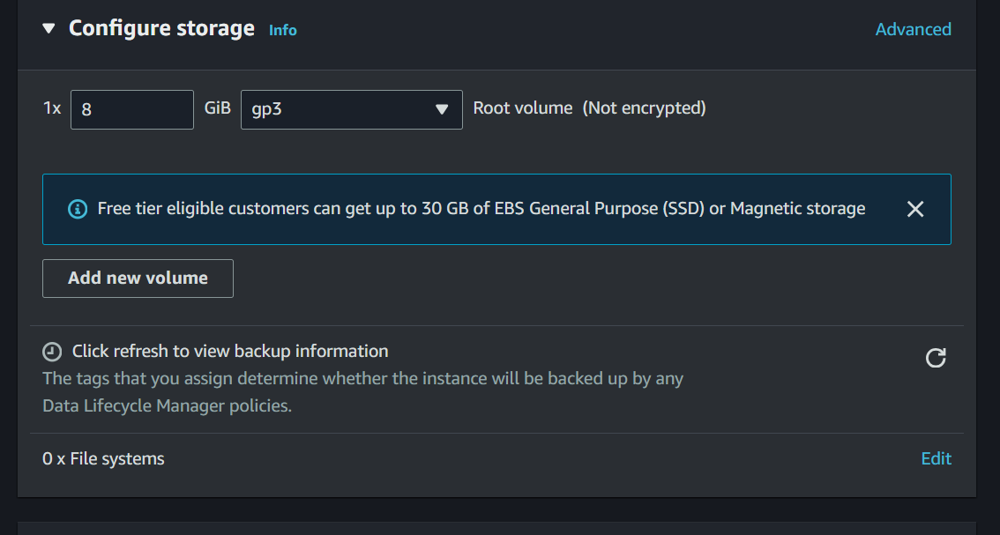 Configure storage Info Advanced
1x 8 GiB gp3 Root volume (Not encrypted)
Free tier eligible customers can get up to 30 GB of EBS General Purpose (SSD) or Magnetic storage
Add new volume
Click refresh to view backup information
The tags that you assign determine whether the instance will be backed up by any
Data Lifecycle Manager policies.
0 x File systems Edit